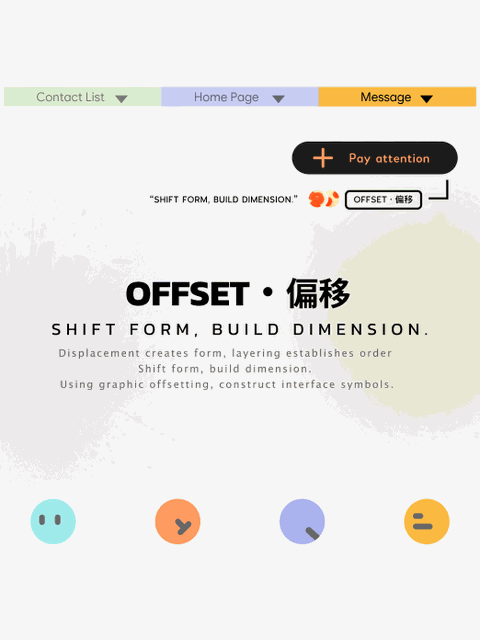 Contact List
Home Page
Message
Pay attention
"SHIFT FORM, BUILD DIMENSION."
OFFSET・偏移
OFFSET・偏移
SHIFT FORM, BUILD DIMENSION.
Displacement creates form, layering establishes order
Shift form, build dimension.
Using graphic offsetting, construct interface symbols.